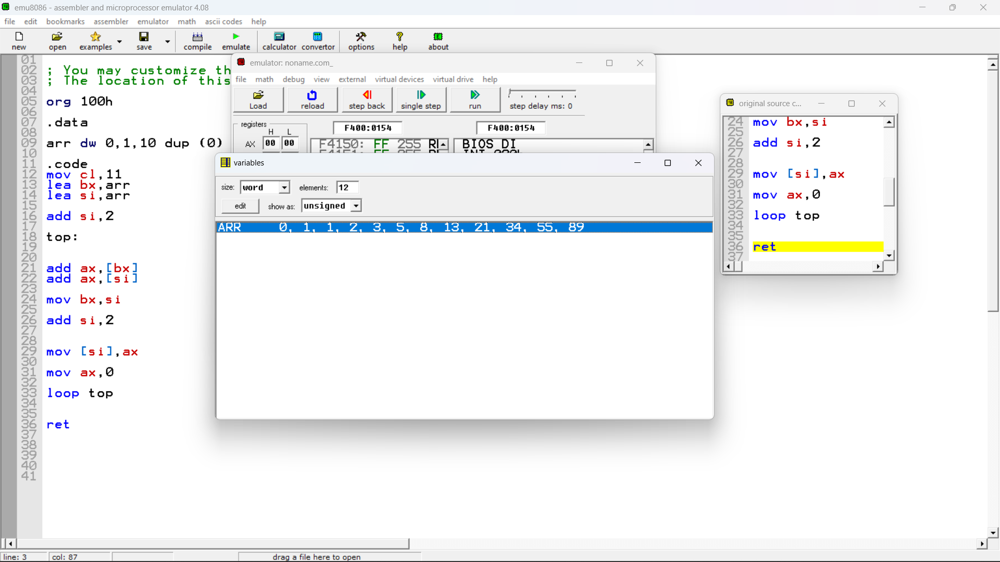 emu8086 - assembler and microprocessor emulator 4.08
file edit bookmarks assembler emulator math ascii codes help
new open examples save compile emulate calculator convertor options help about
01
02 ; You may customize th
03 ; The location of this
04
05 org 100h
06
07 .data
08
09 arr dw 0,1,10 dup (0)
10
11 .code
12 mov cl,11
13 lea bx,arr
14 lea si,arr
15
16 add si,2
17
18 top:
19
20
21 add ax,[bx]
22 add ax,[si]
23
24 mov bx,si
25
26 add si,2
27
28
29 mov [si],ax
30
31 mov ax,0
32
33 loop top
34
35
36 ret
37
38
39
40
41
emulator: noname.com_
file math debug view external virtual devices virtual drive help
Load reload step back single step run step delay ms: 0
registers F400:0154 F400:0154
H L
AX 00 00
F4150: FF 255 BIOS DI
variables
size: word elements: 12
edit show as: unsigned
ARR 0, 1, 1, 2, 3, 5, 8, 13, 21, 34, 55, 89
original source c...
24 mov bx,si
25
26 add si,2
27
28
29 mov [si],ax
30
31 mov ax,0
32
33 loop top
34
35
36 ret
37
line: 3 col: 87 drag a file here to open